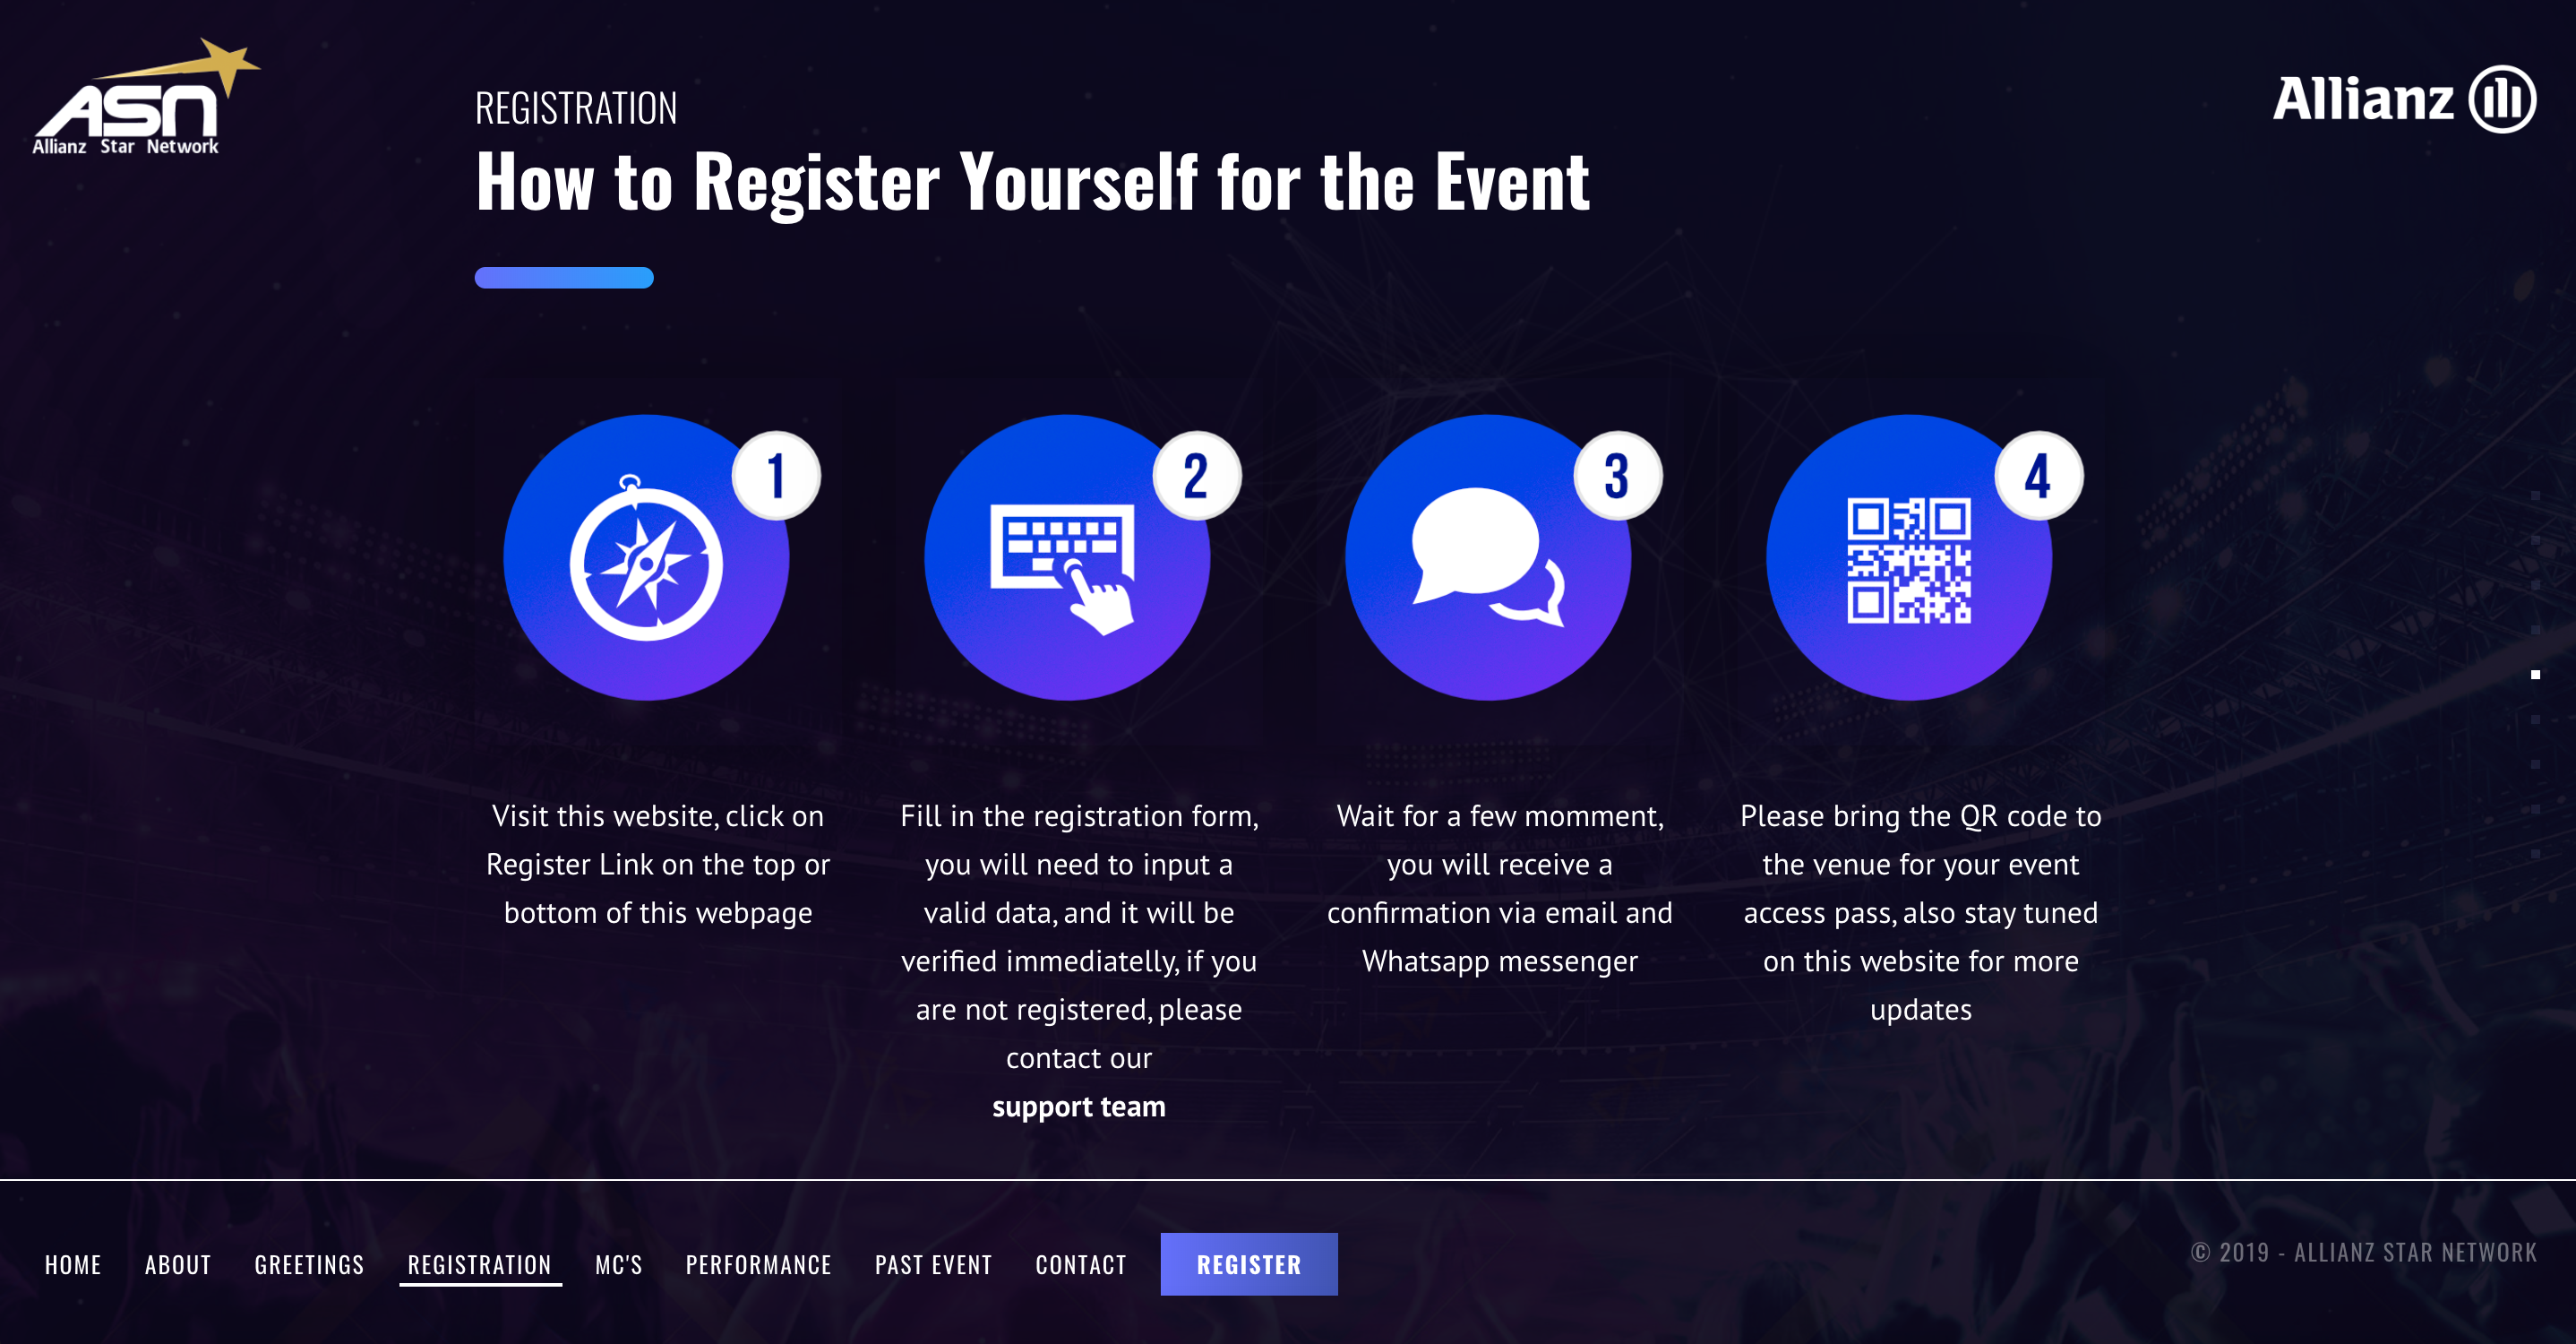 ASN
Allianz Star Network
Allianz
REGISTRATION
How to Register Yourself for the Event
1
2
3
4
Visit this website, click on
Register Link on the top or
bottom of this webpage
Fill in the registration form,
you will need to input a
valid data, and it will be
verified immediatelly, if you
are not registered, please
contact our
support team
Wait for a few momment,
you will receive a
confirmation via email and
Whatsapp messenger
Please bring the QR code to
the venue for your event
access pass, also stay tuned
on this website for more
updates
HOME ABOUT GREETINGS REGISTRATION MC'S PERFORMANCE PAST EVENT CONTACT REGISTER
© 2019 - ALLIANZ STAR NETWORK